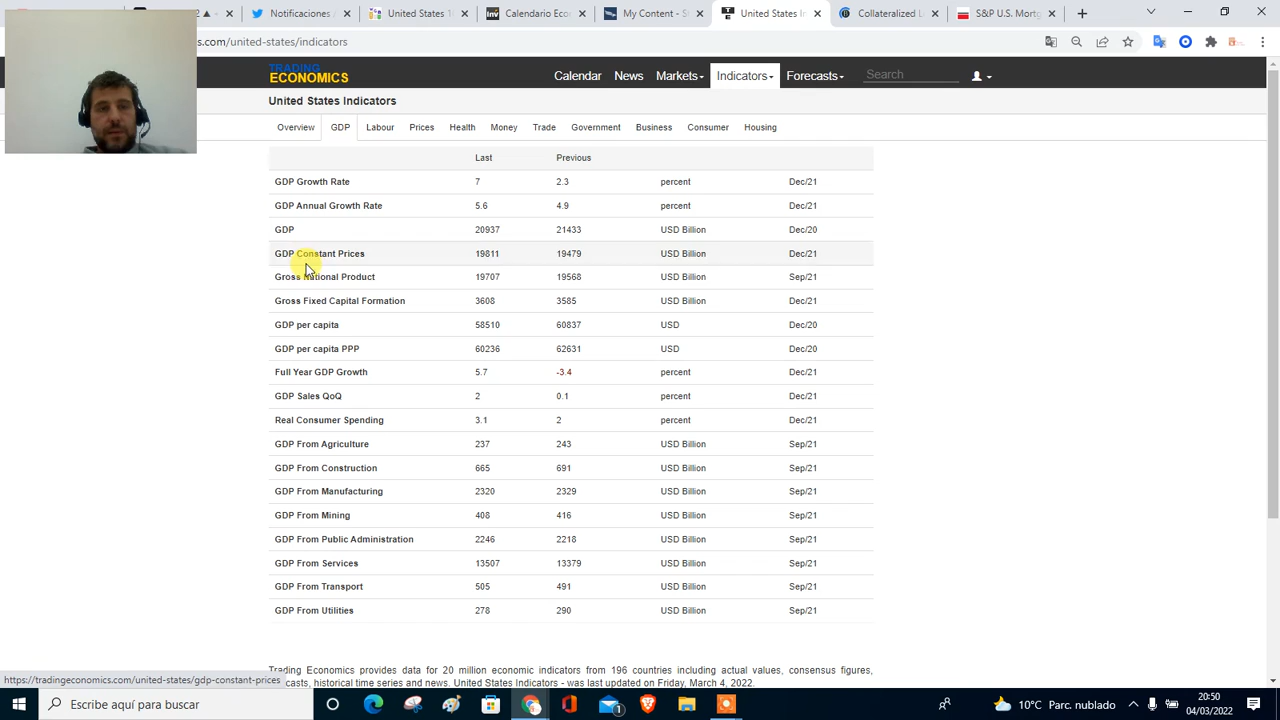 ▲
Notificaciones /
United States 1
Calendario Eco
My Content - S
United States In
Collateralized L
S&P U.S. Mortg
.com/united-states/indicators
TRADING
ECONOMICS
Calendar News Markets Indicators Forecasts Search
United States Indicators
Overview GDP Labour Prices Health Money Trade Government Business Consumer Housing
Last Previous
GDP Growth Rate 7 2.3 percent Dec/21
GDP Annual Growth Rate 5.6 4.9 percent Dec/21
GDP 20937 21433 USD Billion Dec/20
GDP Constant Prices 19811 19479 USD Billion Dec/21
Gross National Product 19707 19568 USD Billion Sep/21
Gross Fixed Capital Formation 3608 3585 USD Billion Dec/21
GDP per capita 58510 60837 USD Dec/20
GDP per capita PPP 60236 62631 USD Dec/20
Full Year GDP Growth 5.7 -3.4 percent Dec/21
GDP Sales QoQ 2 0.1 percent Dec/21
Real Consumer Spending 3.1 2 percent Dec/21
GDP From Agriculture 237 243 USD Billion Sep/21
GDP From Construction 665 691 USD Billion Sep/21
GDP From Manufacturing 2320 2329 USD Billion Sep/21
GDP From Mining 408 416 USD Billion Sep/21
GDP From Public Administration 2246 2218 USD Billion Sep/21
GDP From Services 13507 13379 USD Billion Sep/21
GDP From Transport 505 491 USD Billion Sep/21
GDP From Utilities 278 290 USD Billion Sep/21
Trading Economics provides data for 20 million economic indicators from 196 countries including actual values, consensus figures,
casts, historical time series and news. United States Indicators - was last updated on Friday, March 4, 2022.
https://tradingeconomics.com/united-states/gdp-constant-prices
Escribe aquí para buscar
10°C Parc. nublado
20:50
04/03/2022